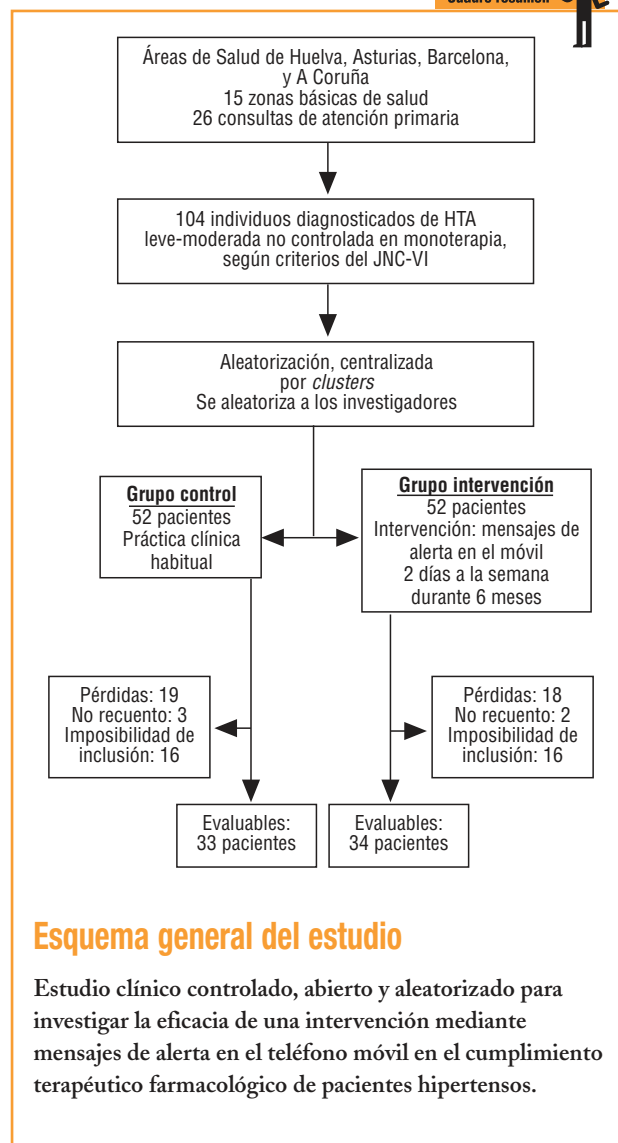 Cuadro resumen
Áreas de Salud de Huelva, Asturias, Barcelona,
y A Coruña
15 zonas básicas de salud
26 consultas de atención primaria
104 individuos diagnosticados de HTA
leve-moderada no controlada en monoterapia,
según criterios del JNC-VI
Aleatorización, centralizada
por clusters
Se aleatoriza a los investigadores
Grupo control
52 pacientes
Práctica clínica
habitual
Grupo intervención
52 pacientes
Intervención: mensajes de
alerta en el móvil
2 días a la semana
durante 6 meses
Pérdidas: 19
No recuento: 3
Imposibilidad de
inclusión: 16
Pérdidas: 18
No recuento: 2
Imposibilidad de
inclusión: 16
Evaluables:
33 pacientes
Evaluables:
34 pacientes
Esquema general del estudio
Estudio clínico controlado, abierto y aleatorizado para
investigar la eficacia de una intervención mediante
mensajes de alerta en el teléfono móvil en el cumplimiento
terapéutico farmacológico de pacientes hipertensos.